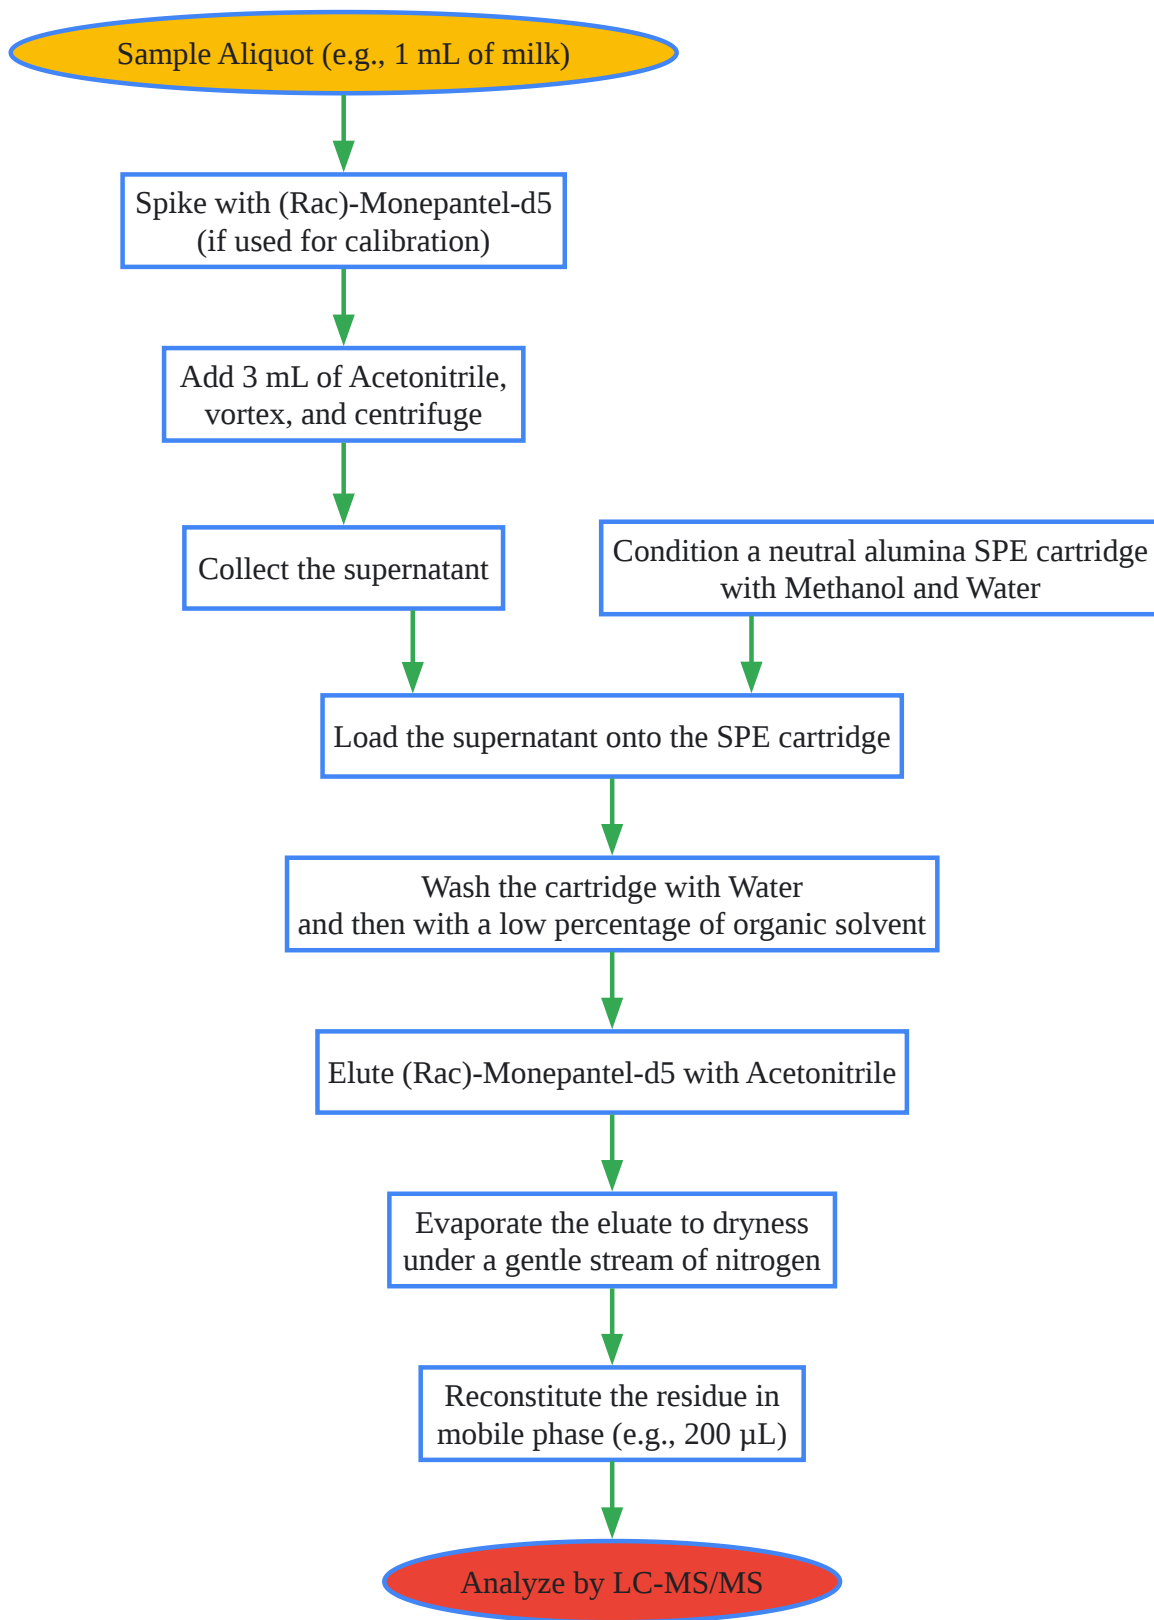 Sample Aliquot (e.g., 1 mL of milk)
Spike with (Rac)-Monepantel-d5
(if used for calibration)
Add 3 mL of Acetonitrile,
vortex, and centrifuge
Collect the supernatant
Condition a neutral alumina SPE cartridge
with Methanol and Water
Load the supernatant onto the SPE cartridge
Wash the cartridge with Water
and then with a low percentage of organic solvent
Elute (Rac)-Monepantel-d5 with Acetonitrile
Evaporate the eluate to dryness
under a gentle stream of nitrogen
Reconstitute the residue in
mobile phase (e.g., 200 µL)
Analyze by LC-MS/MS